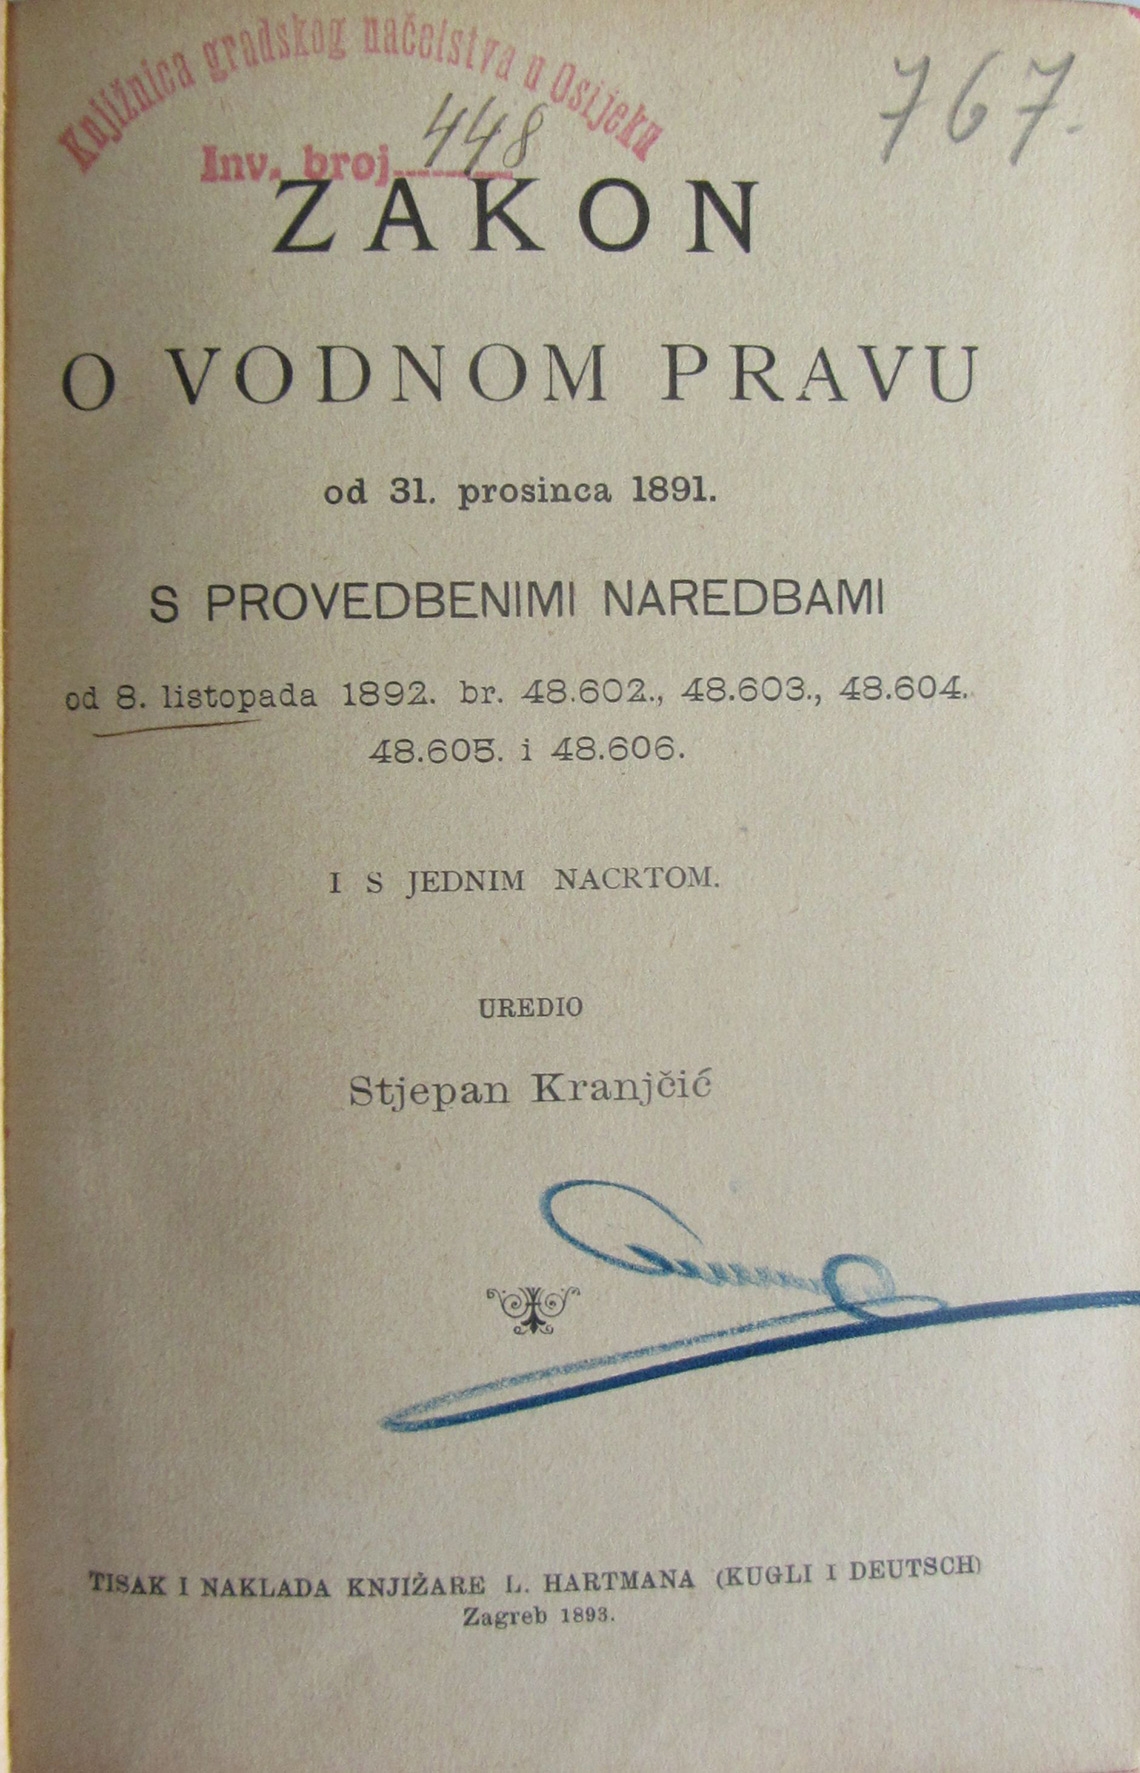 Knjižnica gradskog načelstva u Osijeku
767.
Inv. broj 448
ZAKON
O VODNOM PRAVU
od 31. prosinca 1891.
S PROVEDBENIMI NAREDBAMI
od 8. listopada 1892. br. 48.602., 48.603., 48.604.
48.605. i 48.606.
I S JEDNIM NACRTOM.
UREDIO
Stjepan Kranjčić
TISAK I NAKLADA KNJIŽARE L. HARTMANA (KUGLI I DEUTSCH)
Zagreb 1893.